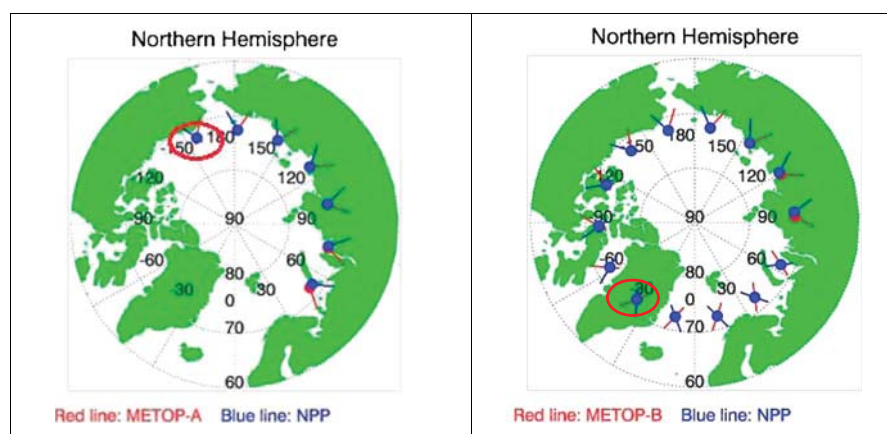 Northern Hemisphere
180
-150 150
-120 120
-90 90 90
-60 60
80
-30 0 30
70
60
Red line: METOP-A Blue line: NPP
Northern Hemisphere
180
150
120
90 90
-60 60
80
-30 0 30
70
60
Red line: METOP-B Blue line: NPP